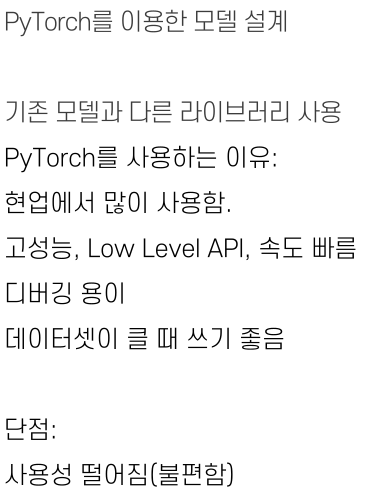 PyTorch를 이용한 모델 설계
기존 모델과 다른 라이브러리 사용
PyTorch를 사용하는 이유:
현업에서 많이 사용함.
고성능, Low Level API, 속도 빠름
디버깅 용이
데이터셋이 클 때 쓰기 좋음
단점:
사용성 떨어짐(불편함)